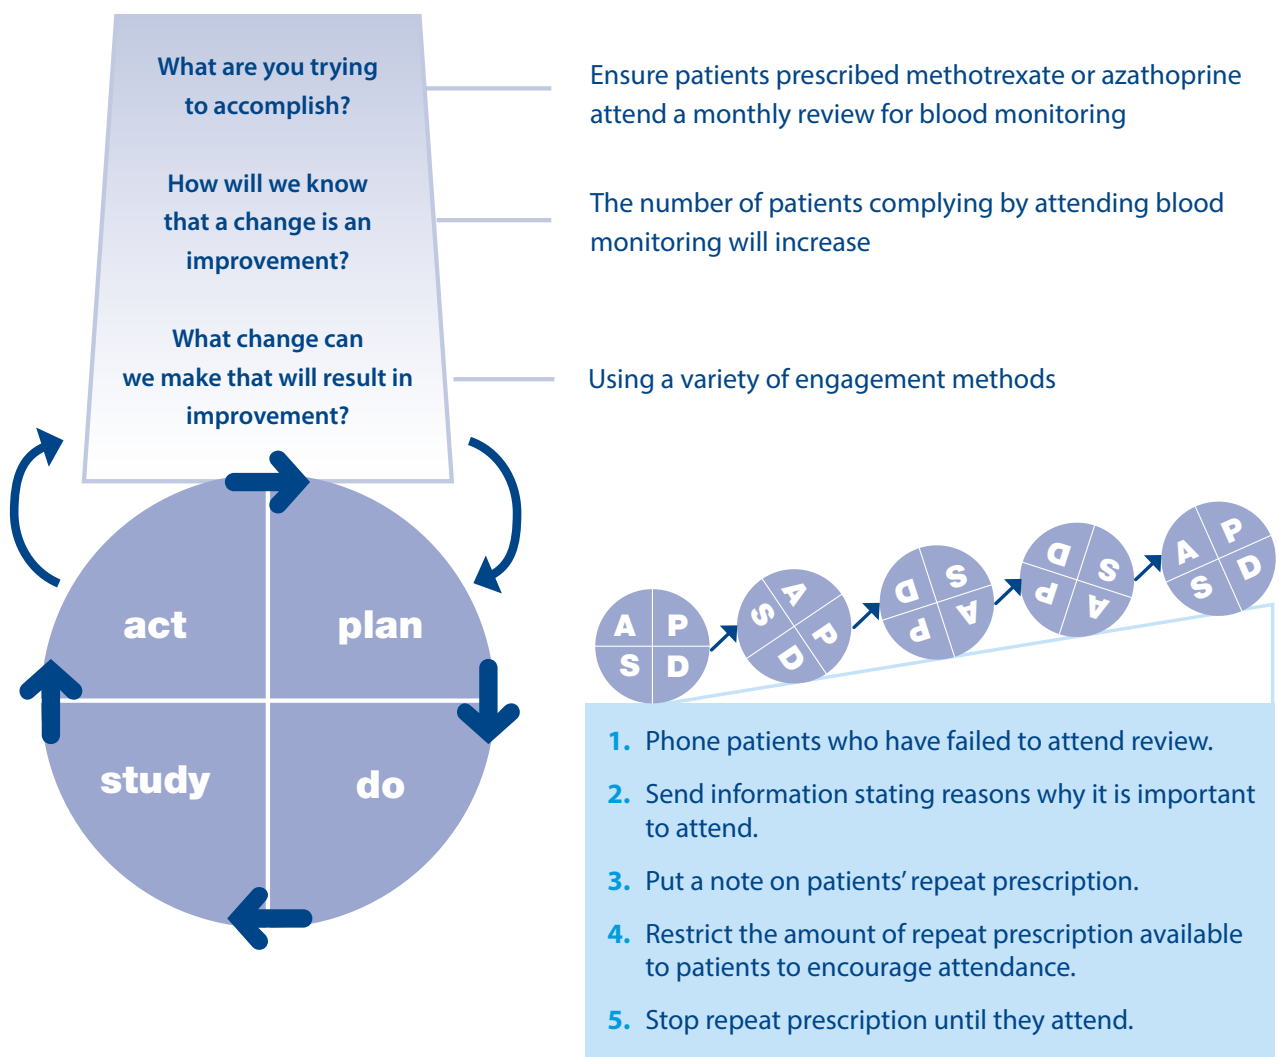 What are you trying
to accomplish?
Ensure patients prescribed methotrexate or azathoprine
attend a monthly review for blood monitoring
How will we know
that a change is an
improvement?
The number of patients complying by attending blood
monitoring will increase
What change can
we make that will result in
improvement?
Using a variety of engagement methods
act
plan
study
do
A P
S D
A P
S D
A P
S D
A P
S D
A P
S D
1. Phone patients who have failed to attend review.
2. Send information stating reasons why it is important
to attend.
3. Put a note on patients’ repeat prescription.
4. Restrict the amount of repeat prescription available
to patients to encourage attendance.
5. Stop repeat prescription until they attend.